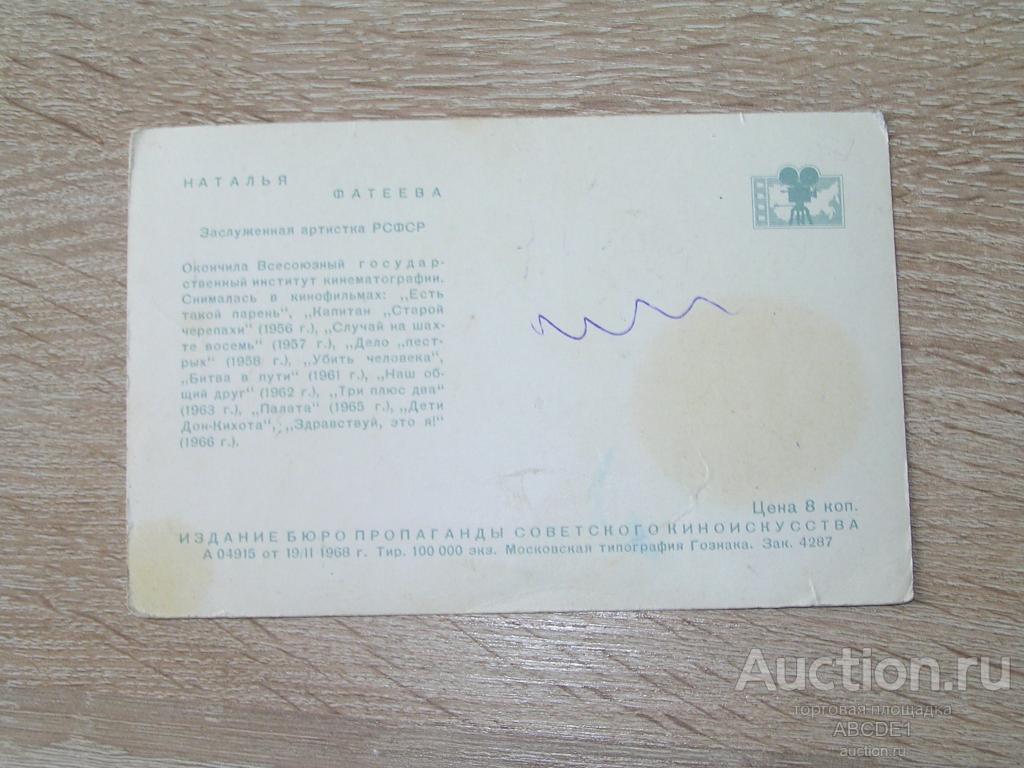 НАТАЛЬЯ
ФАТЕЕВА
Заслуженная артистка РСФСР
Окончила Всесоюзный государ-
ственный институт кинематографии.
Снималась в кинофильмах: „Есть
такой парень", „Капитан „Старой
черепахи" (1956 г.), „Случай на шах-
те восемь" (1957 г.), „Дело „пест-
рых" (1958 г.), „Убить человека",
„Битва в пути" (1961 г.), „Наш об-
щий друг" (1962 г.), „Три плюс два"
(1963 г.), „Палата" (1965 г.), „Дети
Дон-Кихота", „Здравствуй, это я!"
(1966 г.).
Цена 8 коп.
ИЗДАНИЕ БЮРО ПРОПАГАНДЫ СОВЕТСКОГО КИНОИСКУССТВА
А 04915 от 19/II 1968 г. Тир. 100 000 экз. Московская типография Гознака. Зак. 4287
Auction.ru
торговая площадка
ABCDE1
auction.ru